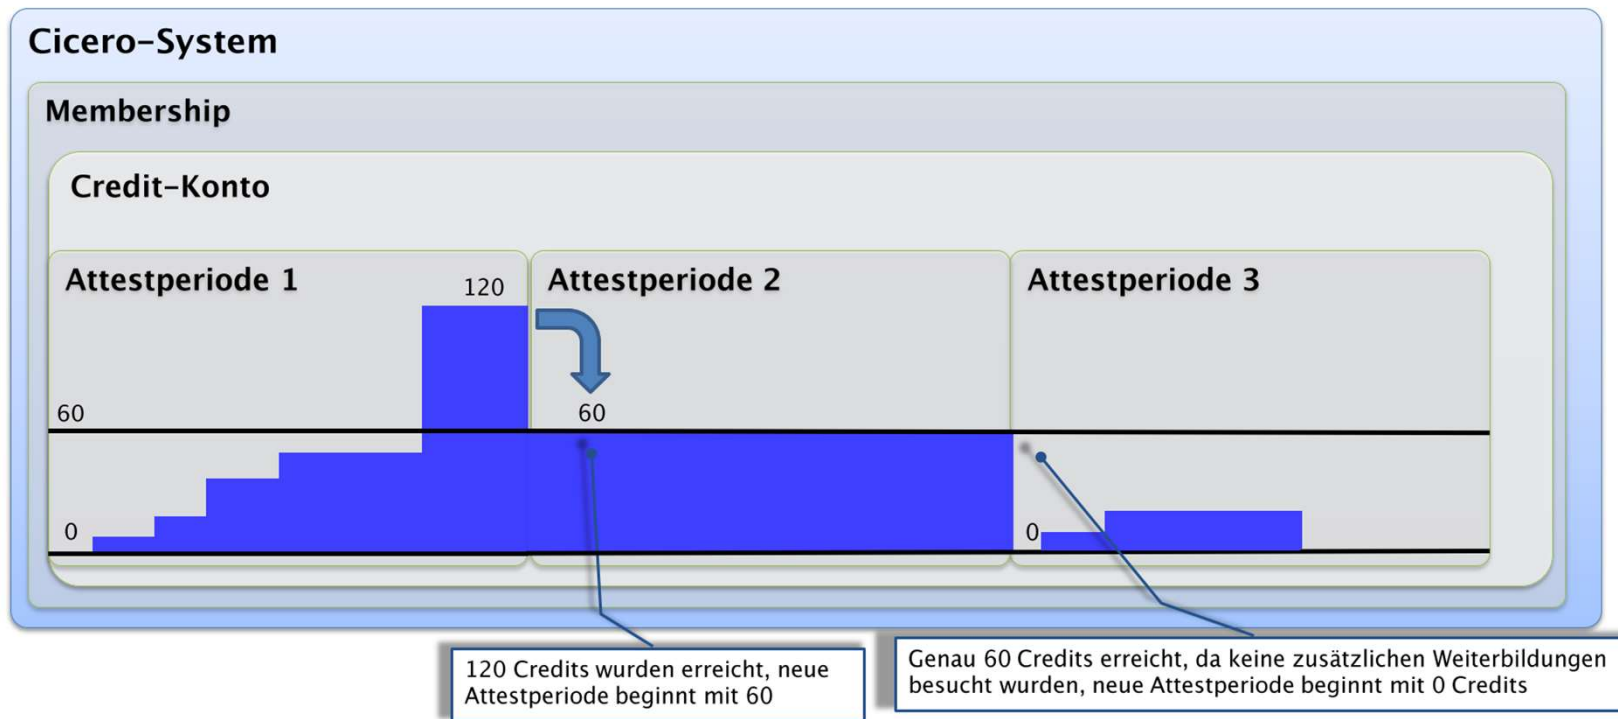 Cicero-System
Membership
Credit-Konto
Attestperiode 1
120
Attestperiode 2
Attestperiode 3
60
60
0
0
120 Credits wurden erreicht, neue
Attestperiode beginnt mit 60
Genau 60 Credits erreicht, da keine zusätzlichen Weiterbildungen
besucht wurden, neue Attestperiode beginnt mit 0 Credits